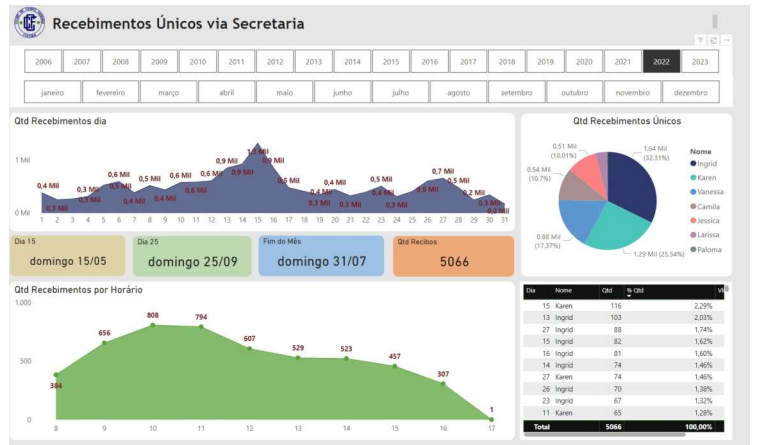 Recebimentos Únicos via Secretaria
2006 2007 2008 2009 2010 2011 2012 2013 2014 2015 2016 2017 2018 2019 2020 2021 2022 2023
janeiro fevereiro março abril maio junho julho agosto setembro outubro novembro dezembro
Qtd Recebimentos dia
1 Mil
0 Mil
0,4 Mil 0,3 Mil 0,3 Mil 0,6 Mil 0,5 Mil 0,4 Mil 0,5 Mil 0,4 Mil 0,6 Mil 0,6 Mil 0,6 Mil 0,9 Mil 0,9 Mil 0,9 Mil 0,5 Mil 0,4 Mil 0,3 Mil 0,4 Mil 0,3 Mil 0,5 Mil 0,3 Mil 0,6 Mil 0,7 Mil 0,5 Mil 0,2 Mil 0,3 Mil
1 2 3 4 5 6 7 8 9 10 11 12 13 14 15 16 17 18 19 20 21 22 23 24 25 26 27 28 29 30 31
Qtd Recebimentos Únicos
0.51 Mil
(10.01%)
1.64 Mil
(32.31%)
0.54 Mil
(10.7%)
0.88 Mil
(17.37%)
1.29 Mil (25.54%)
Nome
Ingrid
Karen
Vanessa
Camila
Jessica
Larissa
Paloma
Dia 15
domingo 15/05
Dia 25
domingo 25/09
Fim do Mês
domingo 31/07
Qtd Recibos
5066
Qtd Recebimentos por Horário
1.000
500
0
384 656 808 794 607 529 523 457 307 1
8 9 10 11 12 13 14 15 16 17
Dia Nome Qtd % Qtd
15 Karen 116 2,29%
13 Ingrid 103 2,03%
27 Ingrid 88 1,74%
15 Ingrid 82 1,62%
16 Ingrid 81 1,60%
14 Ingrid 74 1,46%
27 Karen 74 1,46%
26 Ingrid 70 1,38%
23 Ingrid 67 1,32%
11 Karen 65 1,28%
Total 5066 100,00%